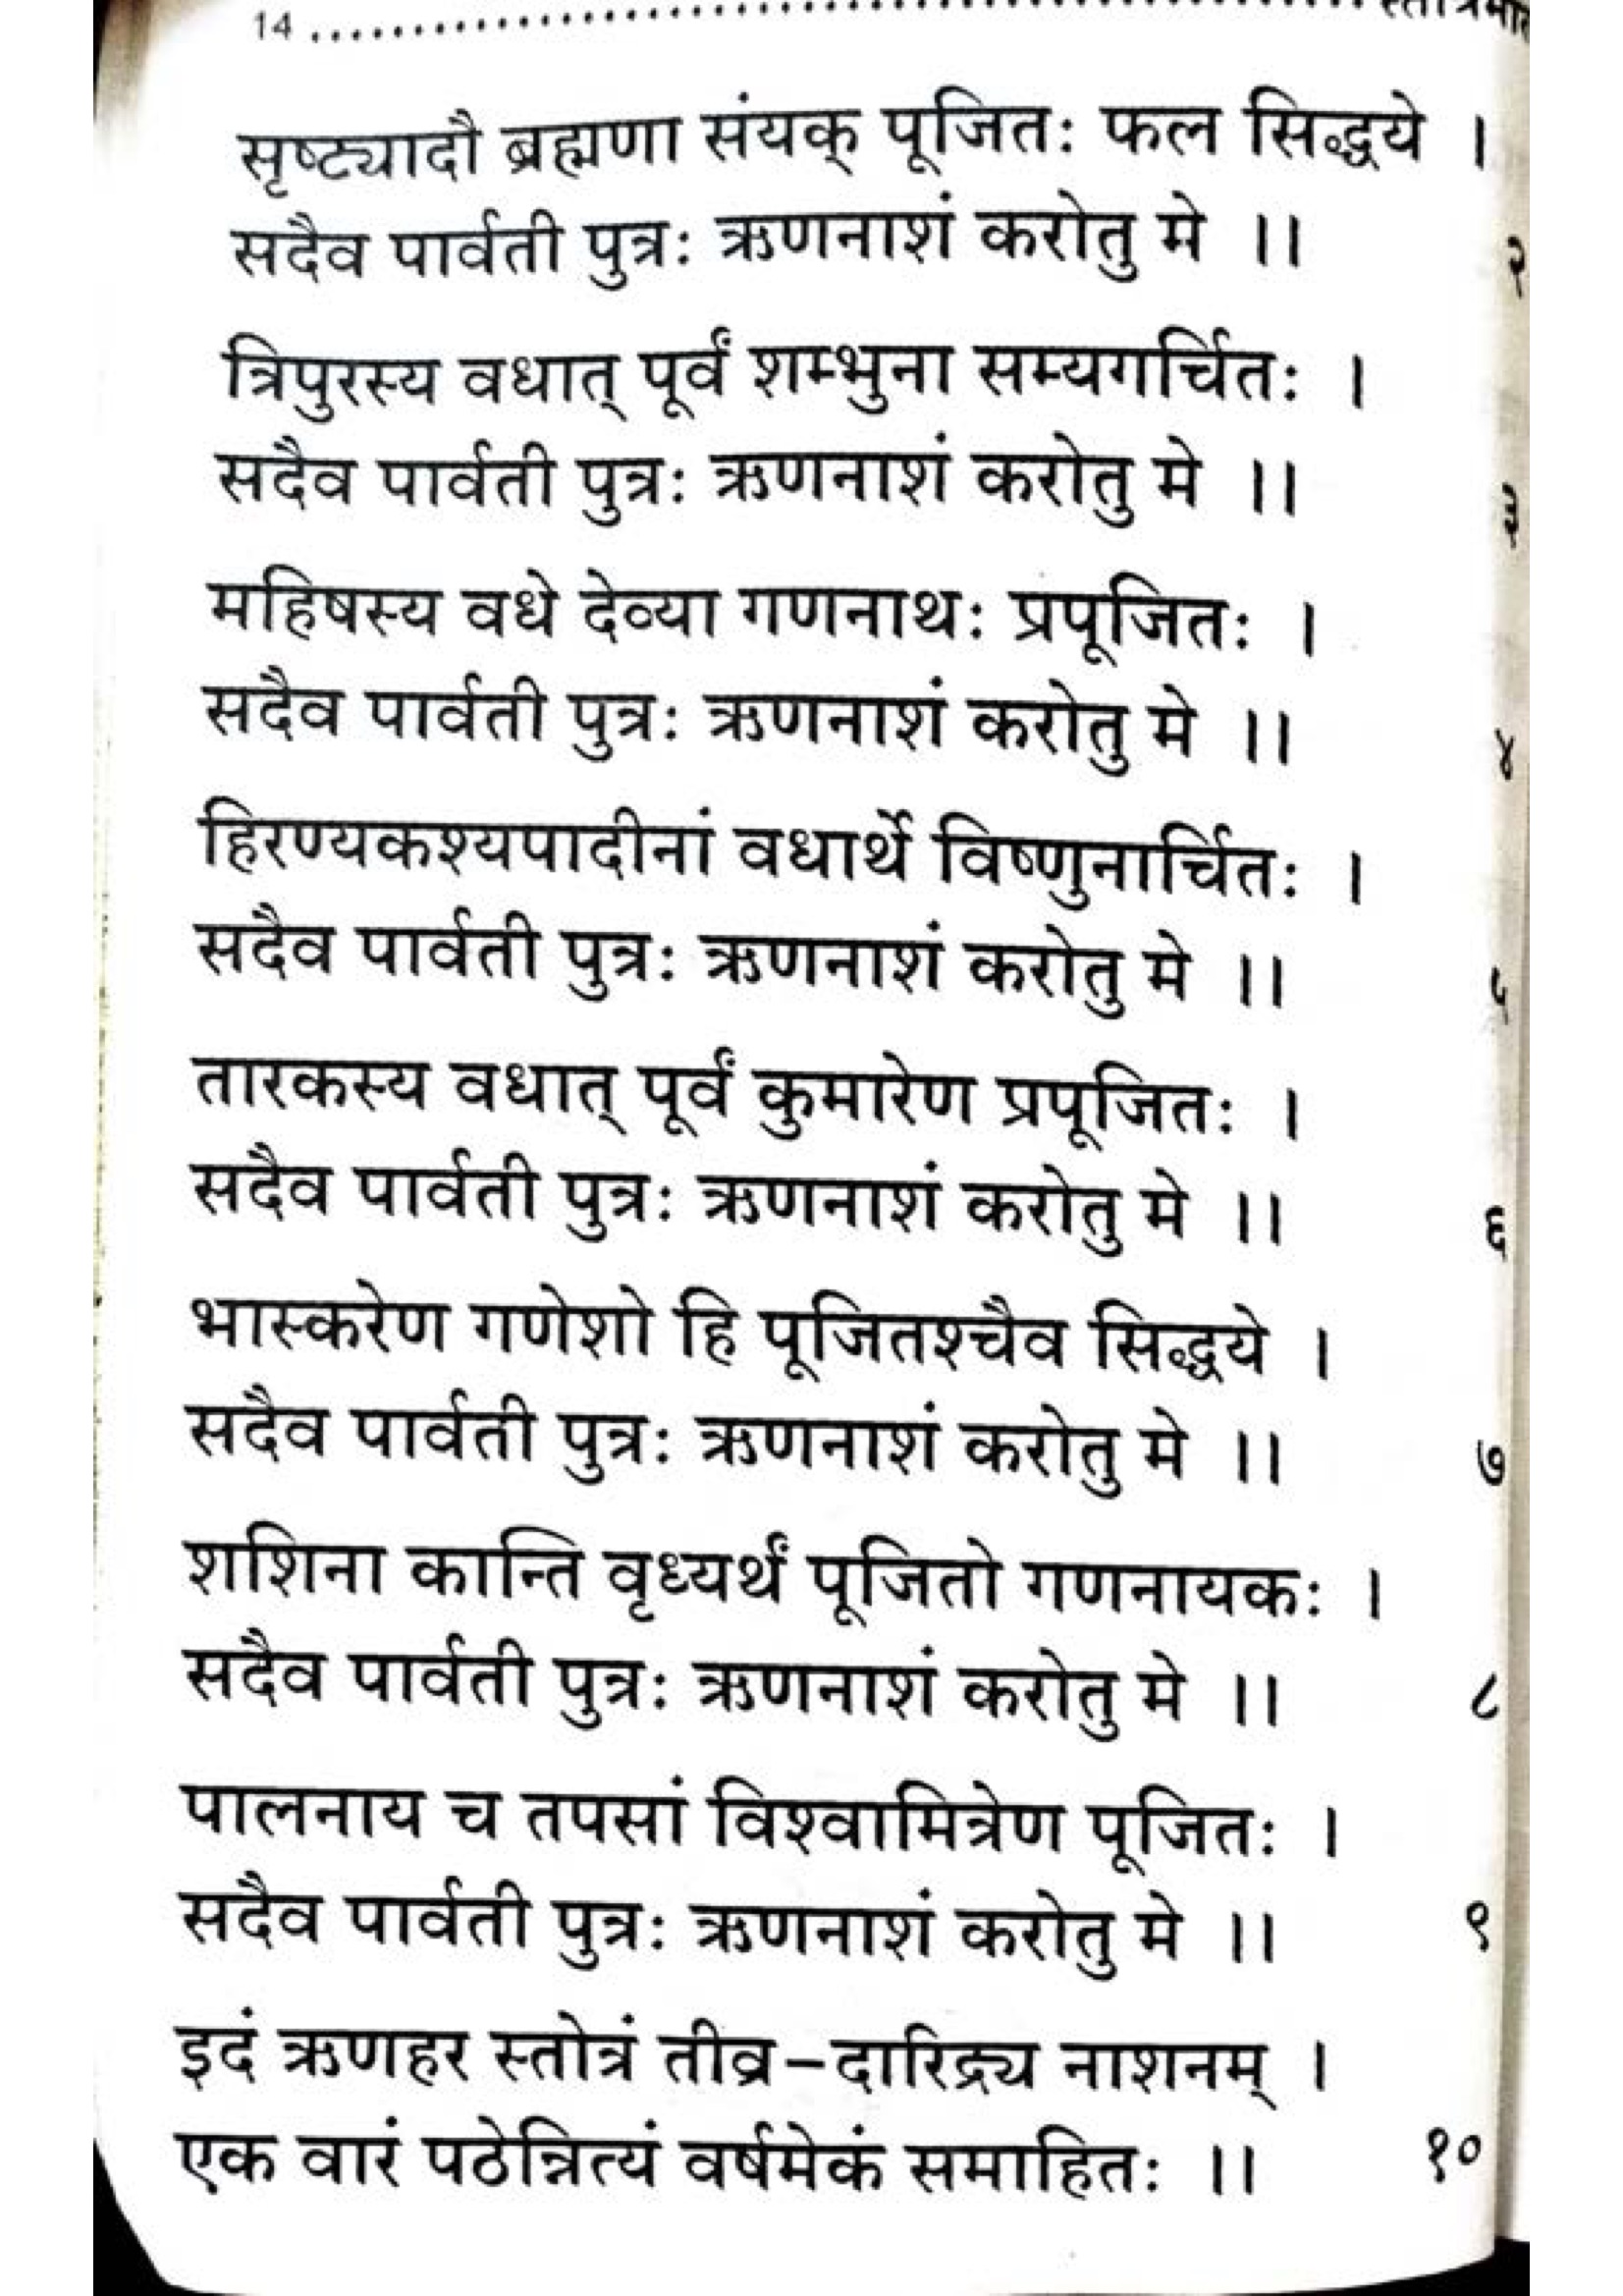 14
सृष्ट्यादौ ब्रह्मणा संयक् पूजितः फल सिद्धये ।
सदैव पार्वती पुत्रः ऋणनाशं करोतु मे ।। २
त्रिपुरस्य वधात् पूर्वं शम्भुना सम्यगर्चितः ।
सदैव पार्वती पुत्रः ऋणनाशं करोतु मे ।। ३
महिषस्य वधे देव्या गणनाथः प्रपूजितः ।
सदैव पार्वती पुत्रः ऋणनाशं करोतु मे ।। ४
हिरण्यकश्यपादीनां वधार्थे विष्णुनार्चितः ।
सदैव पार्वती पुत्रः ऋणनाशं करोतु मे ।। ५
तारकस्य वधात् पूर्वं कुमारेण प्रपूजितः ।
सदैव पार्वती पुत्रः ऋणनाशं करोतु मे ।। ६
भास्करेण गणेशो हि पूजितश्चैव सिद्धये ।
सदैव पार्वती पुत्रः ऋणनाशं करोतु मे ।। ७
शशिना कान्ति वृध्यर्थं पूजितो गणनायकः ।
सदैव पार्वती पुत्रः ऋणनाशं करोतु मे ।। ८
पालनाय च तपसां विश्वामित्रेण पूजितः ।
सदैव पार्वती पुत्रः ऋणनाशं करोतु मे ।। ९
इदं ऋणहर स्तोत्रं तीव्र-दारिद्र्य नाशनम् ।
एक वारं पठेन्नित्यं वर्षमेकं समाहितः ।। १०